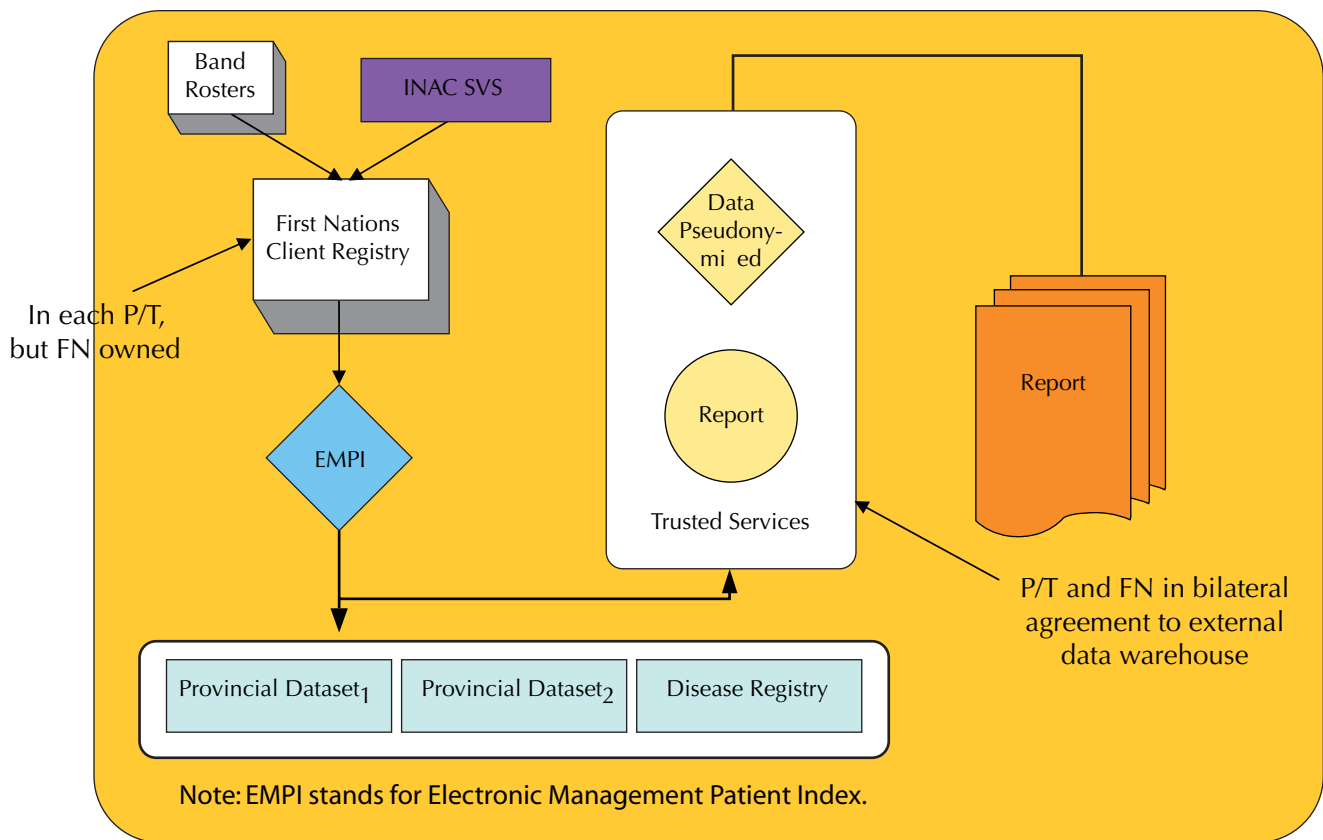 Band
Rosters
INAC SVS
First Nations
Client Registry
In each P/T,
but FN owned
EMPI
Data
Pseudony-
mi ed
Report
Trusted Services
Report
P/T and FN in bilateral
agreement to external
data warehouse
Provincial Dataset1
Provincial Dataset2
Disease Registry
Note: EMPI stands for Electronic Management Patient Index.